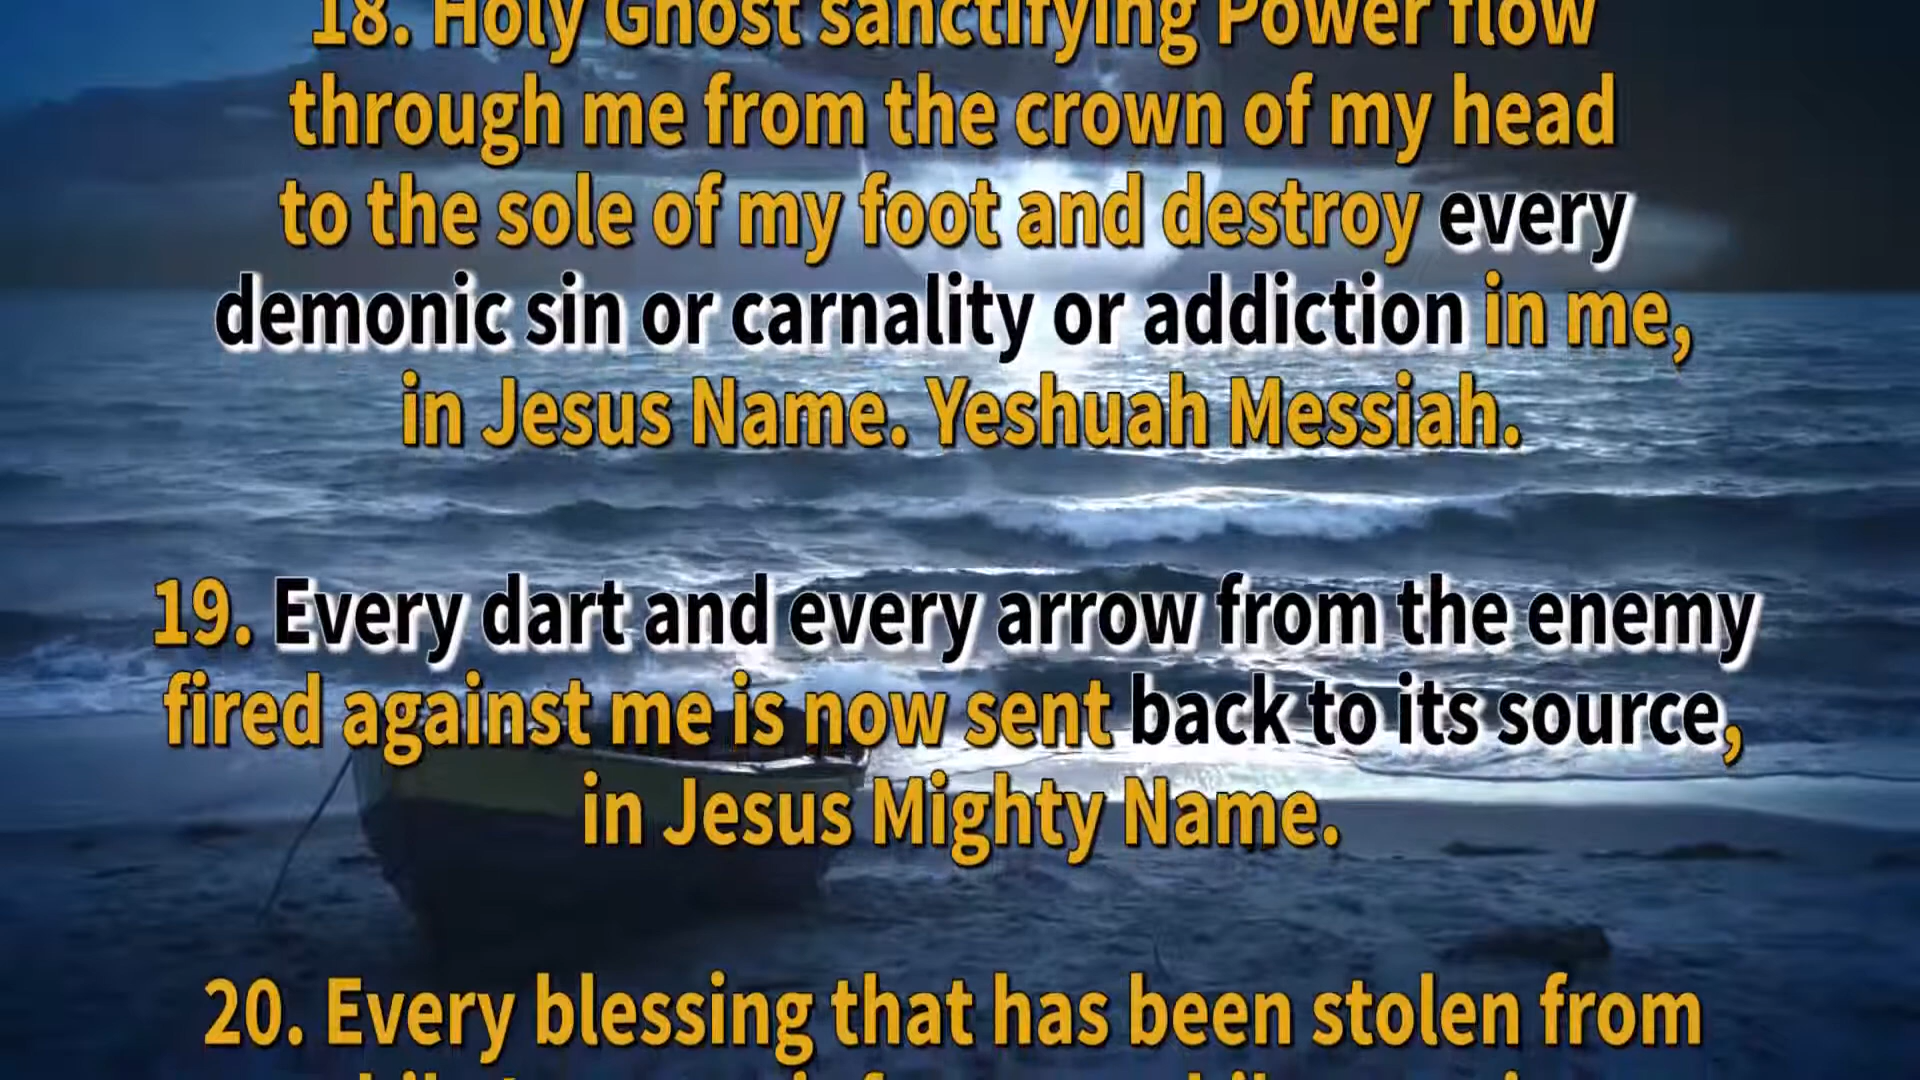 18. Holy Ghost sanctifying Power flow
through me from the crown of my head
to the sole of my foot and destroy every
demonic sin or carnality or addiction in me,
in Jesus Name. Yeshuah Messiah.
19. Every dart and every arrow from the enemy
fired against me is now sent back to its source,
in Jesus Mighty Name.
20. Every blessing that has been stolen from